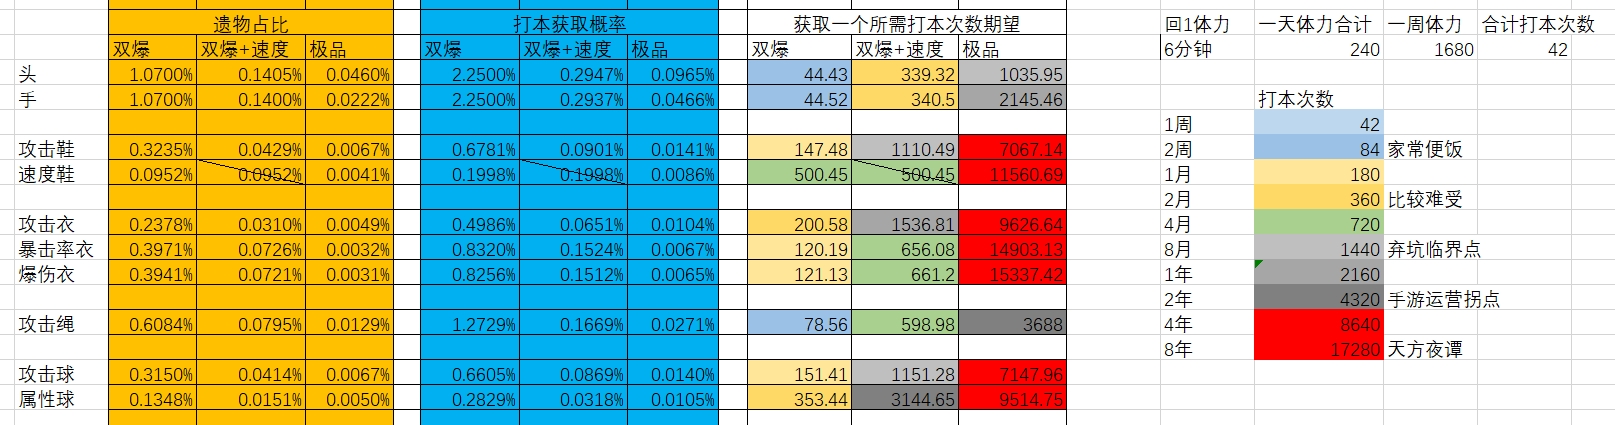 遗物占比 打本获取概率 获取一个所需打本次数期望 回1体力 一天体力合计 一周体力 合计打本次数
双爆 双爆+速度 极品 双爆 双爆+速度 极品 双爆 双爆+速度 极品 6分钟 240 1680 42
头 1.0700% 0.1405% 0.0460% 2.2500% 0.2947% 0.0965% 44.43 339.32 1035.95
手 1.0700% 0.1400% 0.0222% 2.2500% 0.2937% 0.0466% 44.52 340.5 2145.46 打本次数
1周 42
攻击鞋 0.3235% 0.0429% 0.0067% 0.6781% 0.0901% 0.0141% 147.48 1110.49 7067.14 2周 84 家常便饭
速度鞋 0.0952% 0.0952% 0.0041% 0.1998% 0.1998% 0.0086% 500.45 500.45 11560.69 1月 180
2月 360 比较难受
攻击衣 0.2378% 0.0310% 0.0049% 0.4986% 0.0651% 0.0104% 200.58 1536.81 9626.64 4月 720
暴击率衣 0.3971% 0.0726% 0.0032% 0.8320% 0.1524% 0.0067% 120.19 656.08 14903.13 8月 1440 弃坑临界点
爆伤衣 0.3941% 0.0721% 0.0031% 0.8256% 0.1512% 0.0065% 121.13 661.2 15337.42 1年 2160
2年 4320 手游运营拐点
攻击绳 0.6084% 0.0795% 0.0129% 1.2729% 0.1669% 0.0271% 78.56 598.98 3688 4年 8640
8年 17280 天方夜谭
攻击球 0.3150% 0.0414% 0.0067% 0.6605% 0.0869% 0.0140% 151.41 1151.28 7147.96
属性球 0.1348% 0.0151% 0.0050% 0.2829% 0.0318% 0.0105% 353.44 3144.65 9514.75